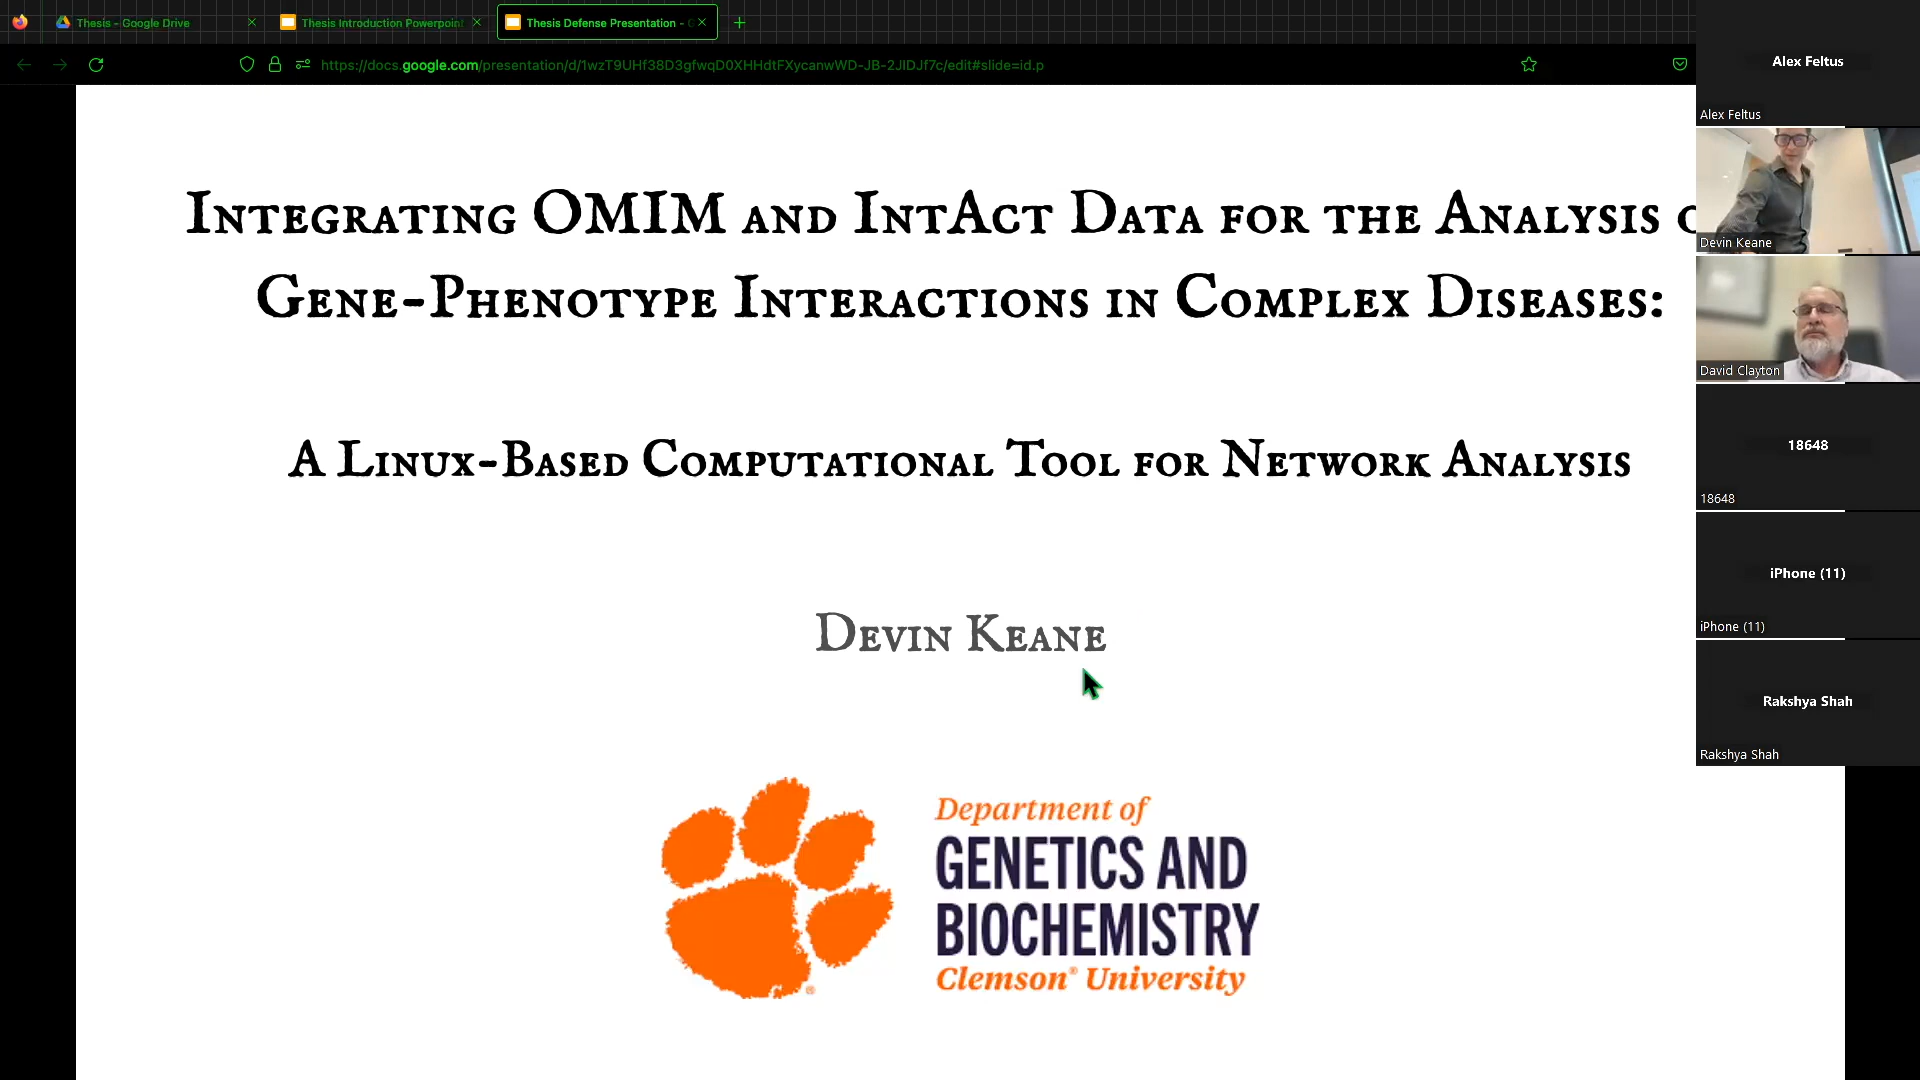 Thesis - Google Drive
Thesis Introduction Powerpoint
Thesis Defense Presentation -
https://docs.google.com/presentation/d/1wzT9UHf38D3gfwqD0XHHdtFXycanwWD-JB-2JIDJf7c/edit#slide=id.p
Integrating OMIM and IntAct Data for the Analysis
Gene-Phenotype Interactions in Complex Diseases:
A Linux-Based Computational Tool for Network Analysis
Devin Keane
Department of
GENETICS AND
BIOCHEMISTRY
Clemson® University
Alex Feltus
Alex Feltus
Devin Keane
David Clayton
18648
18648
iPhone (11)
iPhone (11)
Rakshya Shah
Rakshya Shah